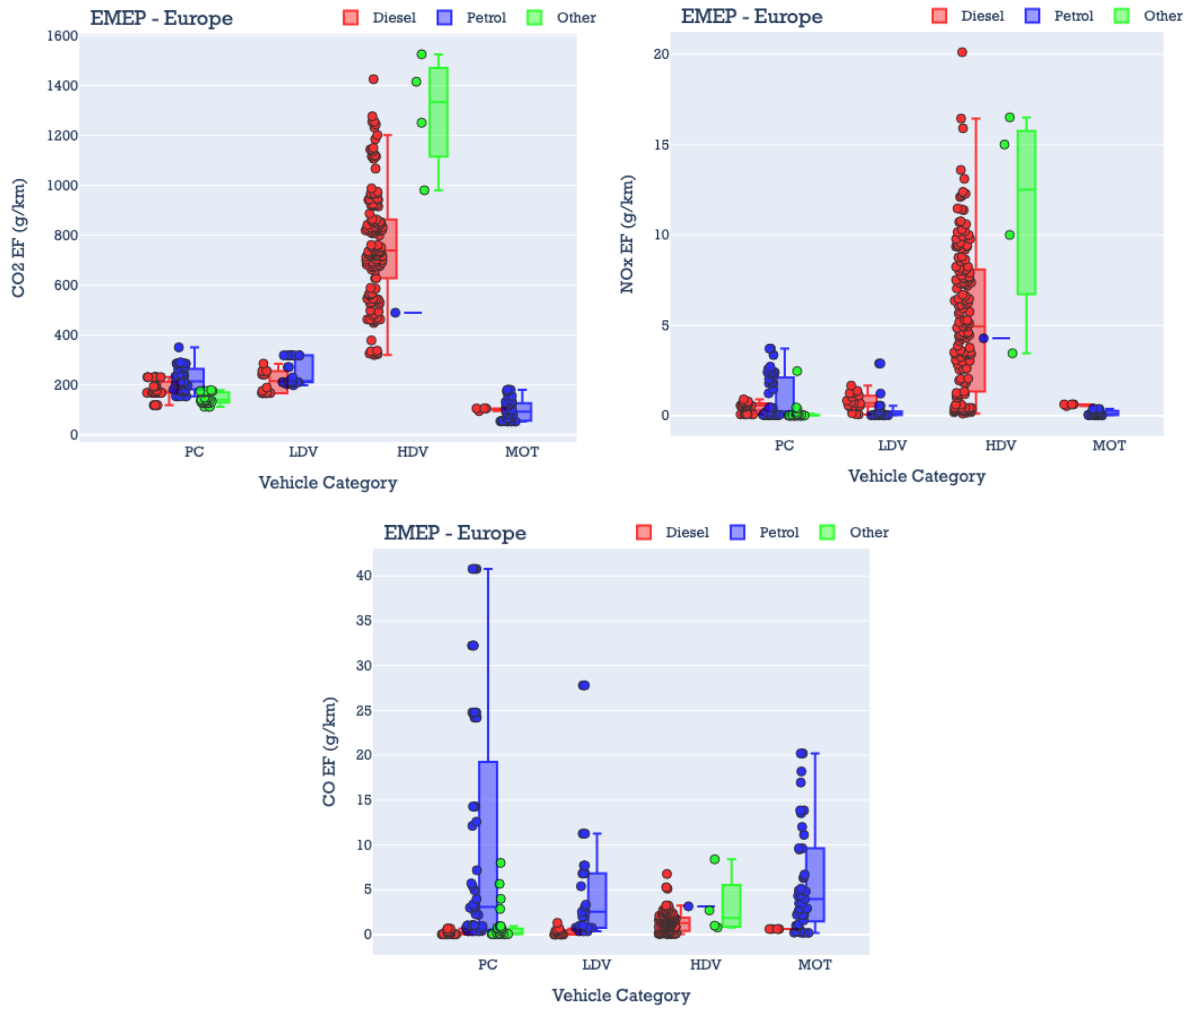 EMEP - Europe
Diesel Petrol Other
1600
1400
1200
1000
800
600
400
200
0
CO2 EF (g/km)
PC LDV HDV MOT
Vehicle Category
EMEP - Europe
Diesel Petrol Other
20
15
10
5
0
NOx EF (g/km)
PC LDV HDV MOT
Vehicle Category
EMEP - Europe
Diesel Petrol Other
40
35
30
25
20
15
10
5
0
CO EF (g/km)
PC LDV HDV MOT
Vehicle Category